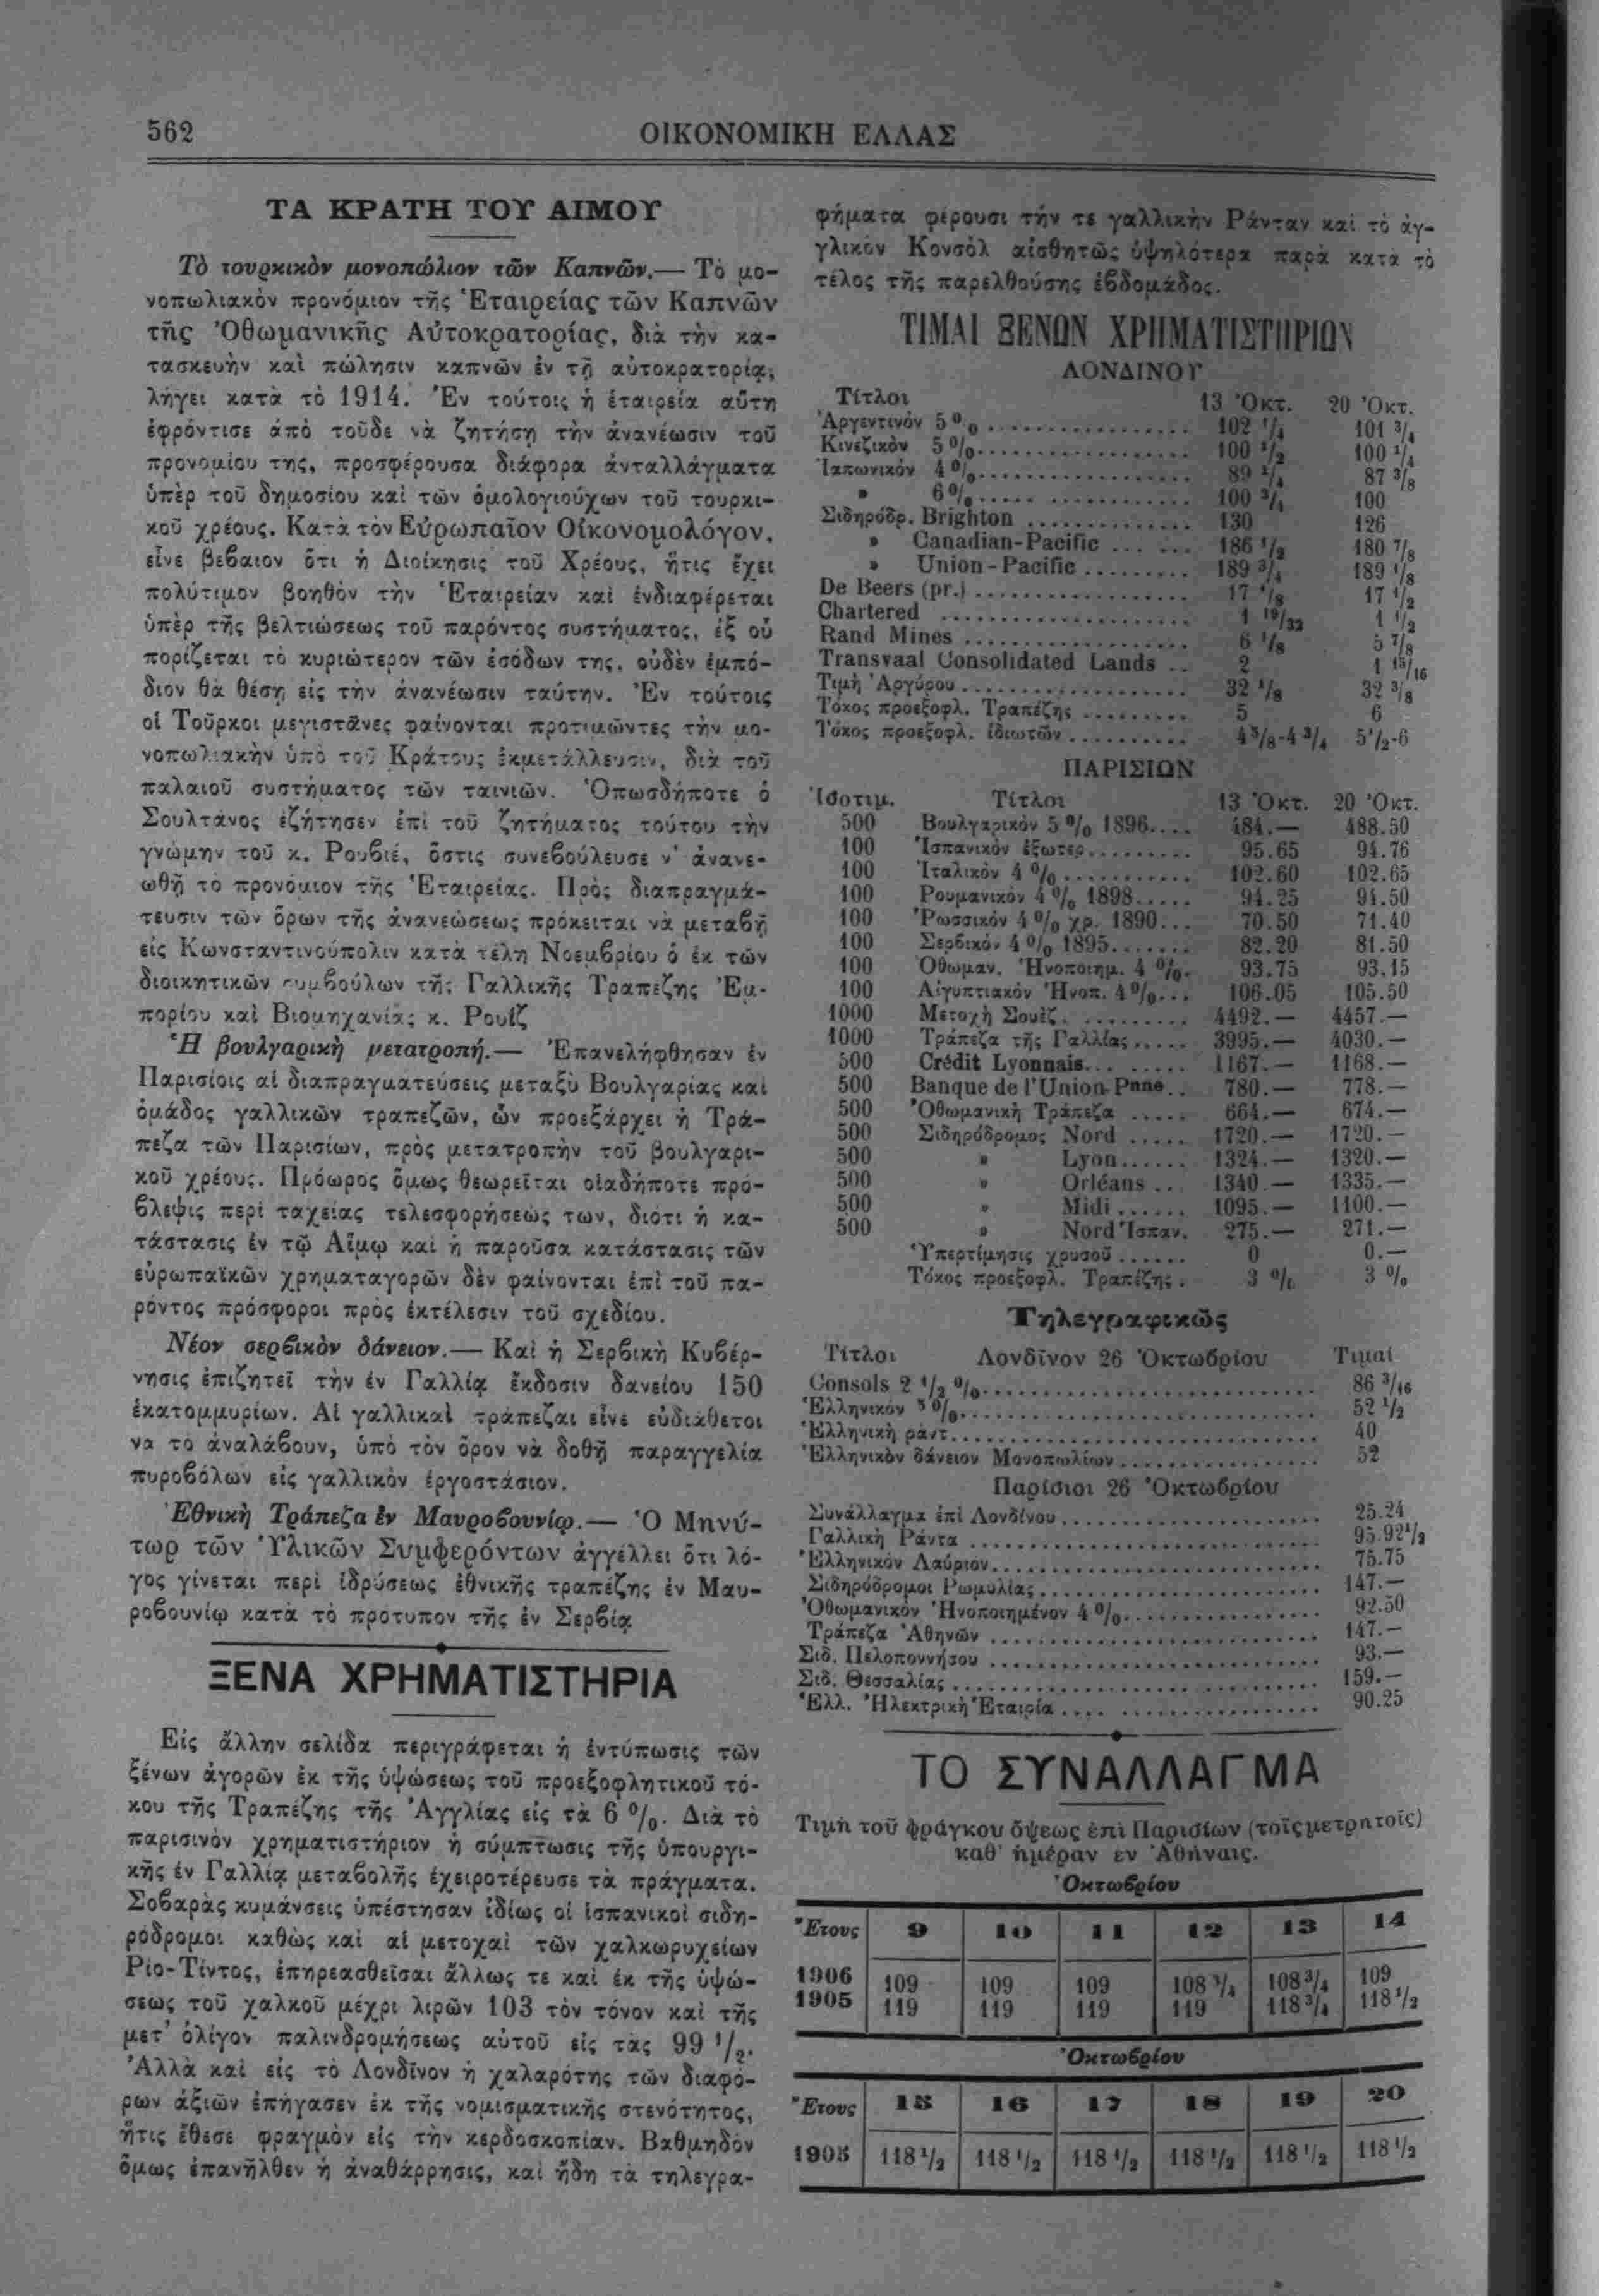 562
ΟΙΚΟΝΟΜΙΚΗ ΕΛΛΑΣ
ΤΑ ΚΡΑΤΗ ΤΟΥ ΑΙΜΟΥ
Τὸ τουρκικὸν μονοπώλιον τῶν Καπνῶν.— Τὸ μο-
νοπωλιακὸν προνόμιον τῆς Ἑταιρείας τῶν Καπνῶν
τῆς Ὀθωμανικῆς Αὐτοκρατορίας, διὰ τὴν κα-
τασκευὴν καὶ πώλησιν καπνῶν ἐν τῇ αὐτοκρατορίᾳ,
λήγει κατὰ τὸ 1914. Ἐν τούτοις ἡ ἑταιρεία αὕτη
ἐφρόντισε ἀπὸ τοῦδε νὰ ζητήσῃ τὴν ἀνανέωσιν τοῦ
προνομίου της, προσφέρουσα διάφορα ἀνταλλάγματα
ὑπὲρ τοῦ δημοσίου καὶ τῶν ὁμολογιούχων τοῦ τουρκι-
κοῦ χρέους. Κατὰ τὸν Εὐρωπαῖον Οἰκονομολόγον,
εἶνε βέβαιον ὅτι ἡ Διοίκησις τοῦ Χρέους, ἥτις ἔχει
πολύτιμον βοηθὸν τὴν Ἑταιρείαν καὶ ἐνδιαφέρεται
ὑπὲρ τῆς βελτιώσεως τοῦ παρόντος συστήματος, ἐξ οὗ
πορίζεται τὸ κυριώτερον τῶν ἐσόδων της, οὐδὲν ἐμπό-
διον θὰ θέσῃ εἰς τὴν ἀνανέωσιν ταύτην. Ἐν τούτοις
οἱ Τοῦρκοι μεγιστᾶνες φαίνονται προτιμῶντες τὴν μο-
νοπωλιακὴν ὑπὸ τοῦ Κράτους ἐκμετάλλευσιν, διὰ τοῦ
παλαιοῦ συστήματος τῶν ταινιῶν. Ὁπωσδήποτε ὁ
Σουλτάνος ἐζήτησεν ἐπὶ τοῦ ζητήματος τούτου τὴν
γνώμην τοῦ κ. Ρουβιέ, ὅστις συνεβούλευσε ν' ἀνανε-
ωθῇ τὸ προνόμιον τῆς Ἑταιρείας. Πρὸς διαπραγμά-
τευσιν τῶν ὅρων τῆς ἀνανεώσεως πρόκειται νὰ μεταβῇ
εἰς Κωνσταντινούπολιν κατὰ τέλη Νοεμβρίου ὁ ἐκ τῶν
διοικητικῶν συμβούλων τῆς Γαλλικῆς Τραπέζης Ἐμ-
πορίου καὶ Βιομηχανίας κ. Ρουΐζ
Ἡ βουλγαρικὴ μετατροπή.— Ἐπανελήφθησαν ἐν
Παρισίοις αἱ διαπραγματεύσεις μεταξὺ Βουλγαρίας καὶ
ὁμάδος γαλλικῶν τραπεζῶν, ὧν προεξάρχει ἡ Τρά-
πεζα τῶν Παρισίων, πρὸς μετατροπὴν τοῦ βουλγαρι-
κοῦ χρέους. Πρόωρος ὅμως θεωρεῖται οἱαδήποτε πρό-
βλεψις περὶ ταχείας τελεσφορήσεώς των, διότι ἡ κα-
τάστασις ἐν τῷ Αἵμῳ καὶ ἡ παροῦσα κατάστασις τῶν
εὐρωπαϊκῶν χρηματαγορῶν δὲν φαίνονται ἐπὶ τοῦ πα-
ρόντος πρόσφοροι πρὸς ἐκτέλεσιν τοῦ σχεδίου.
Νέον σερβικὸν δάνειον.— Καὶ ἡ Σερβικὴ Κυβέρ-
νησις ἐπιζητεῖ τὴν ἐν Γαλλίᾳ ἔκδοσιν δανείου 150
ἑκατομμυρίων. Αἱ γαλλικαὶ τράπεζαι εἶνε εὐδιάθετοι
να τὸ ἀναλάβουν, ὑπὸ τὸν ὅρον νὰ δοθῇ παραγγελία
πυροβόλων εἰς γαλλικὸν ἐργοστάσιον.
Ἐθνικὴ Τράπεζα ἐν Μαυροβουνίῳ.— Ὁ Μηνύ-
τωρ τῶν Ὑλικῶν Συμφερόντων ἀγγέλλει ὅτι λό-
γος γίνεται περὶ ἱδρύσεως ἐθνικῆς τραπέζης ἐν Μαυ-
ροβουνίῳ κατὰ τὸ πρότυπον τῆς ἐν Σερβίᾳ
ΞΕΝΑ ΧΡΗΜΑΤΙΣΤΗΡΙΑ
Εἰς ἄλλην σελίδα περιγράφεται ἡ ἐντύπωσις τῶν
ξένων ἀγορῶν ἐκ τῆς ὑψώσεως τοῦ προεξοφλητικοῦ τό-
κου τῆς Τραπέζης τῆς Ἀγγλίας εἰς τὰ 6 %. Διὰ τὸ
παρισινὸν χρηματιστήριον ἡ σύμπτωσις τῆς ὑπουργι-
κῆς ἐν Γαλλίᾳ μεταβολῆς ἐχειροτέρευσε τὰ πράγματα.
Σοβαρὰς κυμάνσεις ὑπέστησαν ἰδίως οἱ ἱσπανικοὶ σιδη-
ρόδρομοι καθὼς καὶ αἱ μετοχαὶ τῶν χαλκωρυχείων
Ρίο-Τίντος, ἐπηρεασθεῖσαι ἄλλως τε καὶ ἐκ τῆς ὑψώ-
σεως τοῦ χαλκοῦ μέχρι λιρῶν 103 τὸν τόνον καὶ τῆς
μετ' ὀλίγον παλινδρομήσεως αὐτοῦ εἰς τὰς 99 1/2.
Ἀλλὰ καὶ εἰς τὸ Λονδῖνον ἡ χαλαρότης τῶν διαφό-
ρων ἀξιῶν ἐπήγασεν ἐκ τῆς νομισματικῆς στενότητος,
ἥτις ἔθεσε φραγμὸν εἰς τὴν κερδοσκοπίαν. Βαθμηδὸν
ὅμως ἐπανῆλθεν ἡ ἀναθάρρησις, καὶ ἤδη τὰ τηλεγρα-
φήματα φέρουσι τήν τε γαλλικὴν Ράνταν καὶ τὸ ἀγ-
γλικὸν Κονσὸλ αἰσθητῶς ὑψηλότερα παρὰ κατὰ τὸ
τέλος τῆς παρελθούσης ἑβδομάδος.
ΤΙΜΑΙ ΞΕΝΩΝ ΧΡΗΜΑΤΙΣΤΗΡΙΩΝ
ΛΟΝΔΙΝΟΥ
Τίτλοι 13 Ὀκτ. 20 Ὀκτ.
Ἀργεντινὸν 5 % 102 1/4 101 3/4
Κινεζικὸν 5 % 100 1/2 100 1/4
Ἰαπωνικὸν 4 % 89 1/4 87 3/8
» 6 % 100 3/4 100
Σιδηρόδρ. Brighton 130 126
» Canadian-Pacific 186 1/2 180 7/8
» Union-Pacific 189 3/4 189 1/8
De Beers (pr.) 17 1/8 17 1/2
Chartered 1 19/32 1 1/2
Rand Mines 6 1/8 5 7/8
Transvaal Consolidated Lands 2 1 15/16
Τιμὴ Ἀργύρου 32 1/8 32 3/8
Τόκος προεξοφλ. Τραπέζης 5 6
Τόκος προεξοφλ. ἰδιωτῶν 4 5/8-4 3/4 5 1/2-6
ΠΑΡΙΣΙΩΝ
Ἰσοτιμ. Τίτλοι 13 Ὀκτ. 20 Ὀκτ.
500 Βουλγαρικὸν 5 % 1896 484.— 488.50
100 Ἱσπανικὸν ἐξωτερ. 95.65 94.76
100 Ἰταλικὸν 4 % 102.60 102.65
100 Ρουμανικὸν 4 % 1898 94.25 91.50
100 Ῥωσσικὸν 4 % χρ. 1890 70.50 71.40
100 Σερβικὸν 4 % 1895 82.20 81.50
100 Ὀθωμαν. Ἡνοποιημ. 4 % 93.75 93.15
100 Αἰγυπτιακὸν Ἡνοπ. 4 % 106.05 105.50
1000 Μετοχὴ Σουὲζ 4492.— 4457.—
1000 Τράπεζα τῆς Γαλλίας 3995.— 4030.—
500 Crédit Lyonnais 1167.— 1168.—
500 Banque de l'Union Pnne 780.— 778.—
500 Ὀθωμανικὴ Τράπεζα 664.— 674.—
500 Σιδηρόδρομος Nord 1720.— 1720.—
500 » Lyon 1324.— 1320.—
500 » Orléans 1340.— 1335.—
500 » Midi 1095.— 1100.—
500 » Nord Ἱσπαν. 275.— 271.—
Ὑπερτίμησις χρυσοῦ 0 0.—
Τόκος προεξοφλ. Τραπέζης. 3 % 3 %
Τηλεγραφικῶς
Τίτλοι Λονδῖνον 26 Ὀκτωβρίου Τιμαὶ
Consols 2 1/2 % 86 3/16
Ἑλληνικὸν 5 % 52 1/2
Ἑλληνικὴ ράντ. 40
Ἑλληνικὸν δάνειον Μονοπωλίων 52
Παρίσιοι 26 Ὀκτωβρίου
Συνάλλαγμα ἐπὶ Λονδίνου 25.24
Γαλλικὴ Ράντα 95.92 1/2
Ἑλληνικὸν Λαύριον 75.75
Σιδηρόδρομοι Ρωμυλίας 147.—
Ὀθωμανικὸν Ἡνοποιημένον 4 % 92.50
Τράπεζα Ἀθηνῶν 147.—
Σιδ. Πελοποννήσου 93.—
Σιδ. Θεσσαλίας 159.—
Ἑλλ. Ἠλεκτρικὴ Ἑταιρία 90.25
ΤΟ ΣΥΝΑΛΛΑΓΜΑ
Τιμὴ τοῦ φράγκου ὄψεως ἐπὶ Παρισίων (τοῖς μετρητοῖς)
καθ' ἡμέραν ἐν Ἀθήναις.
Ὀκτωβρίου
Ἔτους 9 10 11 12 13 14
1906 109 109 109 108 3/4 108 3/4 109
1905 119 119 119 119 118 3/4 118 1/2
Ὀκτωβρίου
Ἔτους 15 16 17 18 19 20
1905 118 1/2 118 1/2 118 1/2 118 1/2 118 1/2 118 1/2